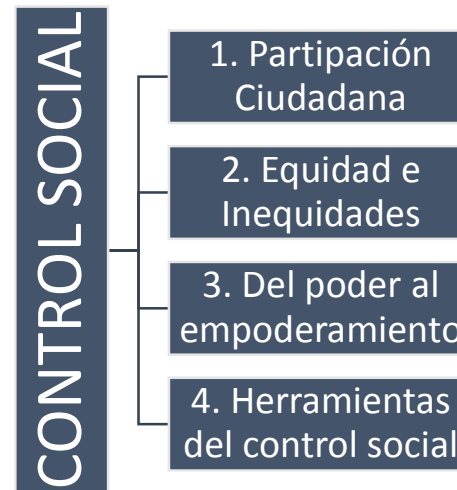 CONTROL SOCIAL
1. Partipación
Ciudadana
2. Equidad e
Inequidades
3. Del poder al
empoderamiento
4. Herramientas
del control social